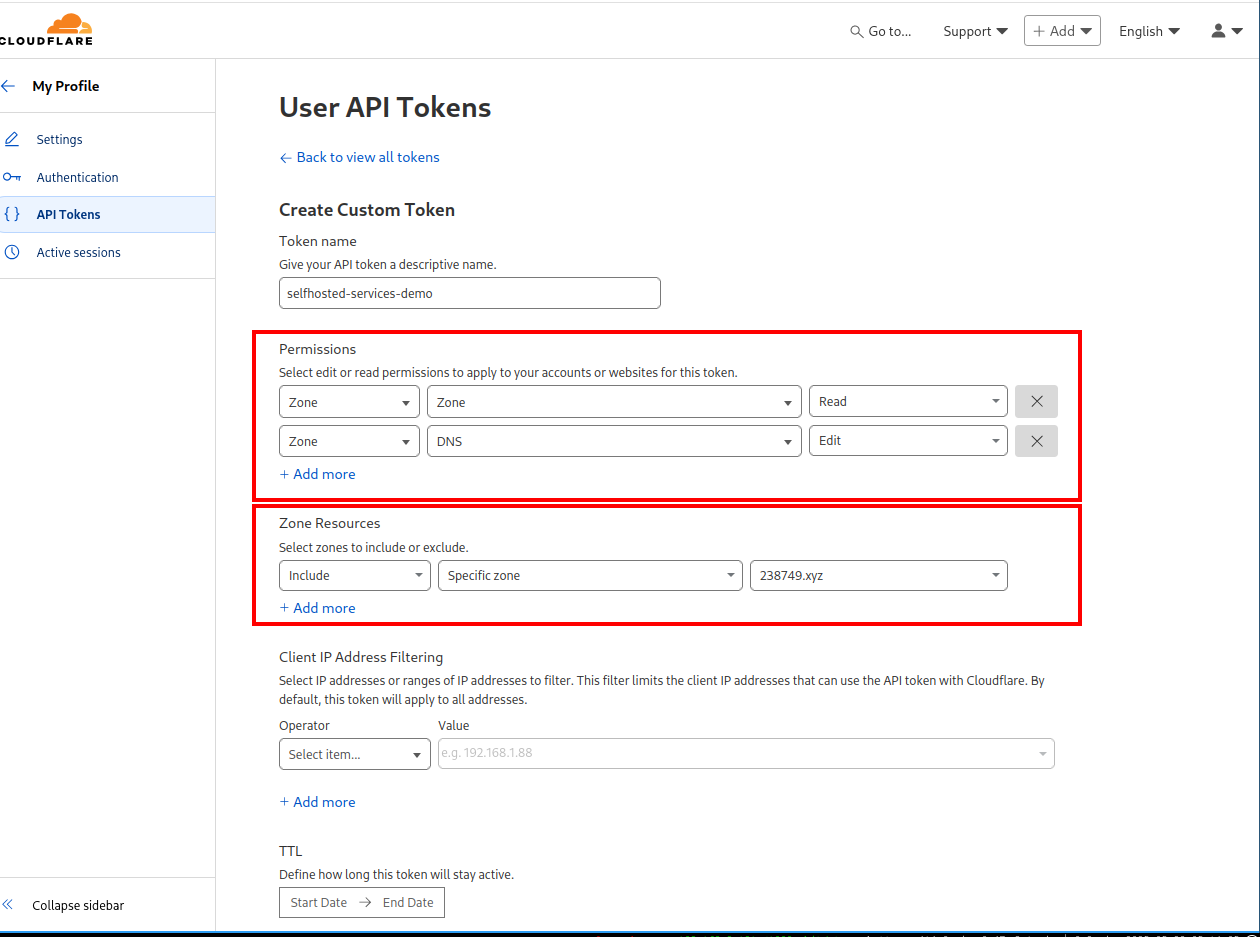 CLOUDFLARE
Go to...
Support
+ Add
English
My Profile
Settings
Authentication
API Tokens
Active sessions
Collapse sidebar
User API Tokens
← Back to view all tokens
Create Custom Token
Token name
Give your API token a descriptive name.
selfhosted-services-demo
Permissions
Select edit or read permissions to apply to your accounts or websites for this token.
Zone Zone Read
Zone DNS Edit
+ Add more
Zone Resources
Select zones to include or exclude.
Include Specific zone 238749.xyz
+ Add more
Client IP Address Filtering
Select IP addresses or ranges of IP addresses to filter. This filter limits the client IP addresses that can use the API token with Cloudflare. By
default, this token will apply to all addresses.
Operator Value
Select item... e.g. 192.168.1.88
+ Add more
TTL
Define how long this token will stay active.
Start Date → End Date